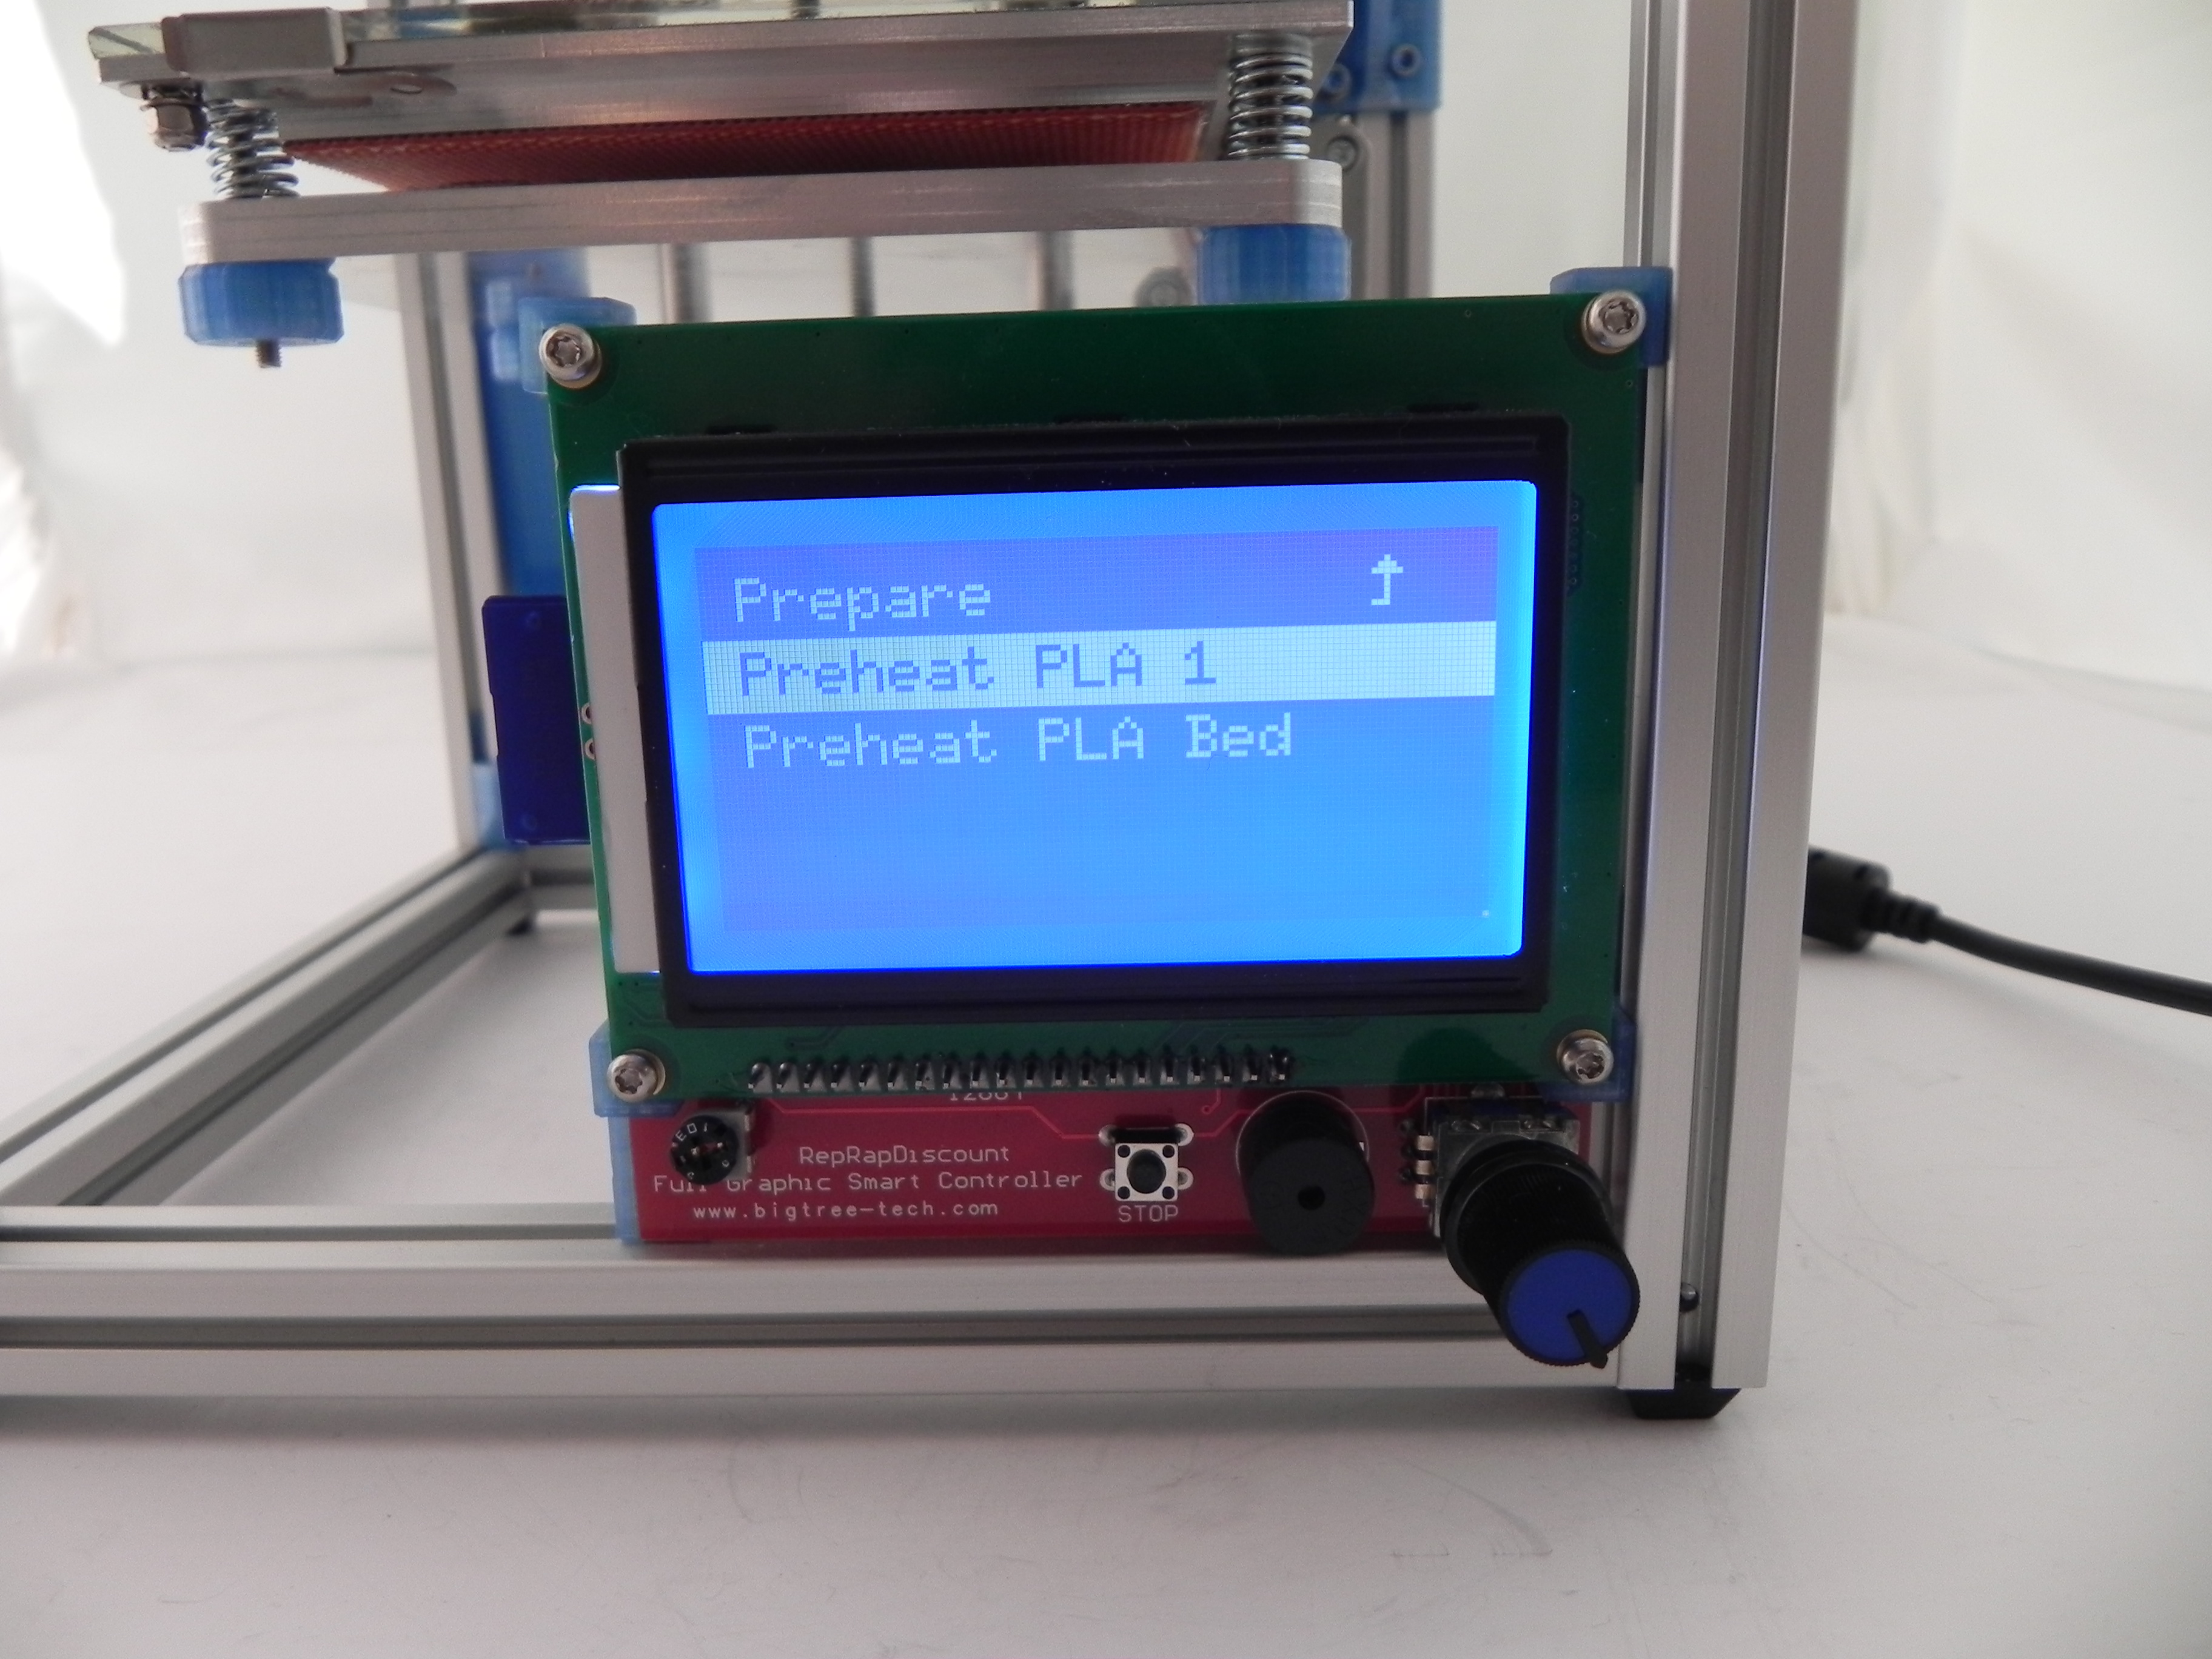 Prepare
Preheat PLA 1
Preheat PLA Bed
RepRapDiscount
Full Graphic Smart Controller
www.bigtree-tech.com
STOP